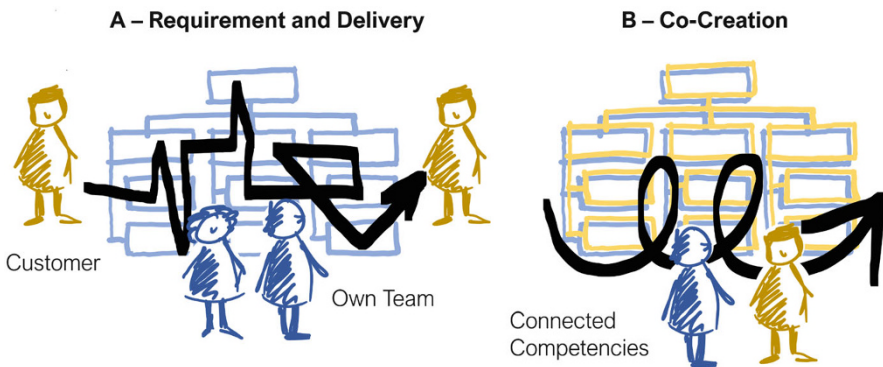 A – Requirement and Delivery
B – Co-Creation
Customer
Own Team
Connected
Competencies